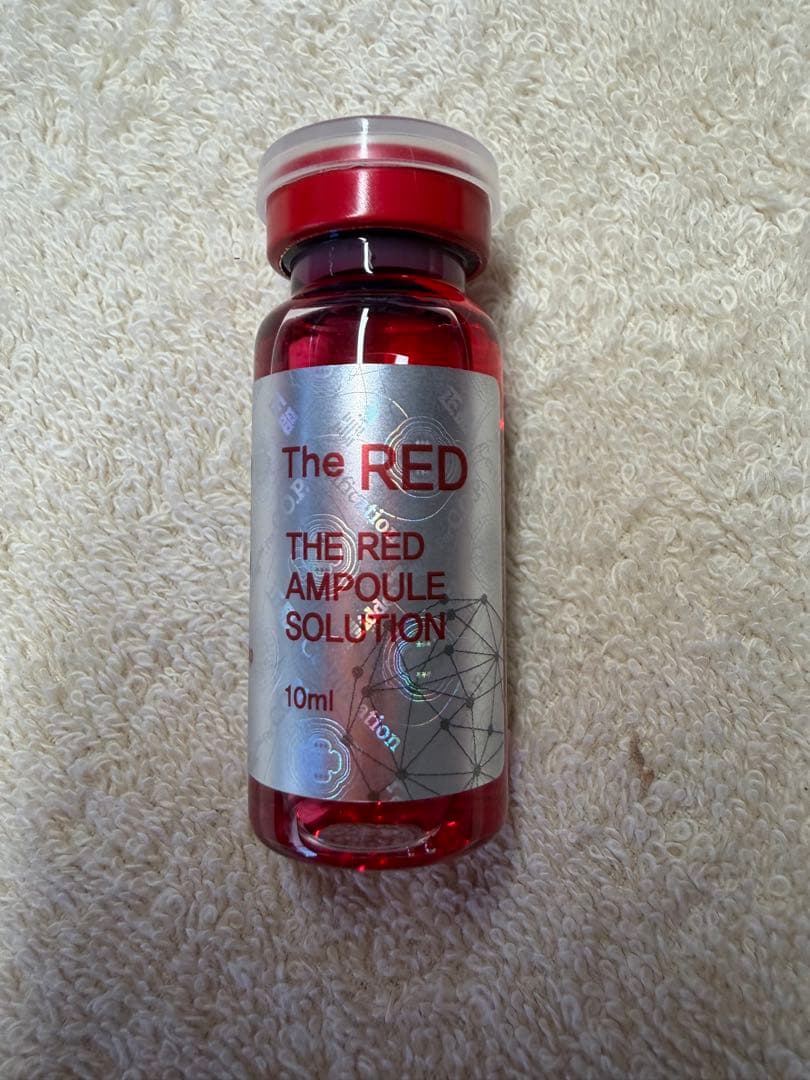 The RED
THE RED
AMPOULE
SOLUTION
10ml